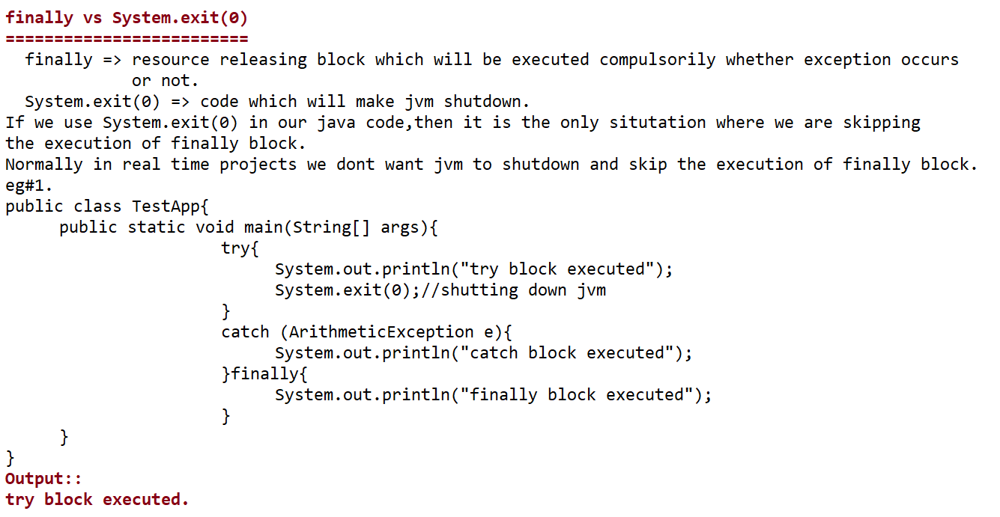 finally vs System.exit(0)
=========================
finally => resource releasing block which will be executed compulsorily whether exception occurs
or not.
System.exit(0) => code which will make jvm shutdown.
If we use System.exit(0) in our java code,then it is the only situtation where we are skipping
the execution of finally block.
Normally in real time projects we dont want jvm to shutdown and skip the execution of finally block.
eg#1.
public class TestApp{
public static void main(String[] args){
try{
System.out.println("try block executed");
System.exit(0);//shutting down jvm
}
catch (ArithmeticException e){
System.out.println("catch block executed");
}finally{
System.out.println("finally block executed");
}
}
}
Output::
try block executed.